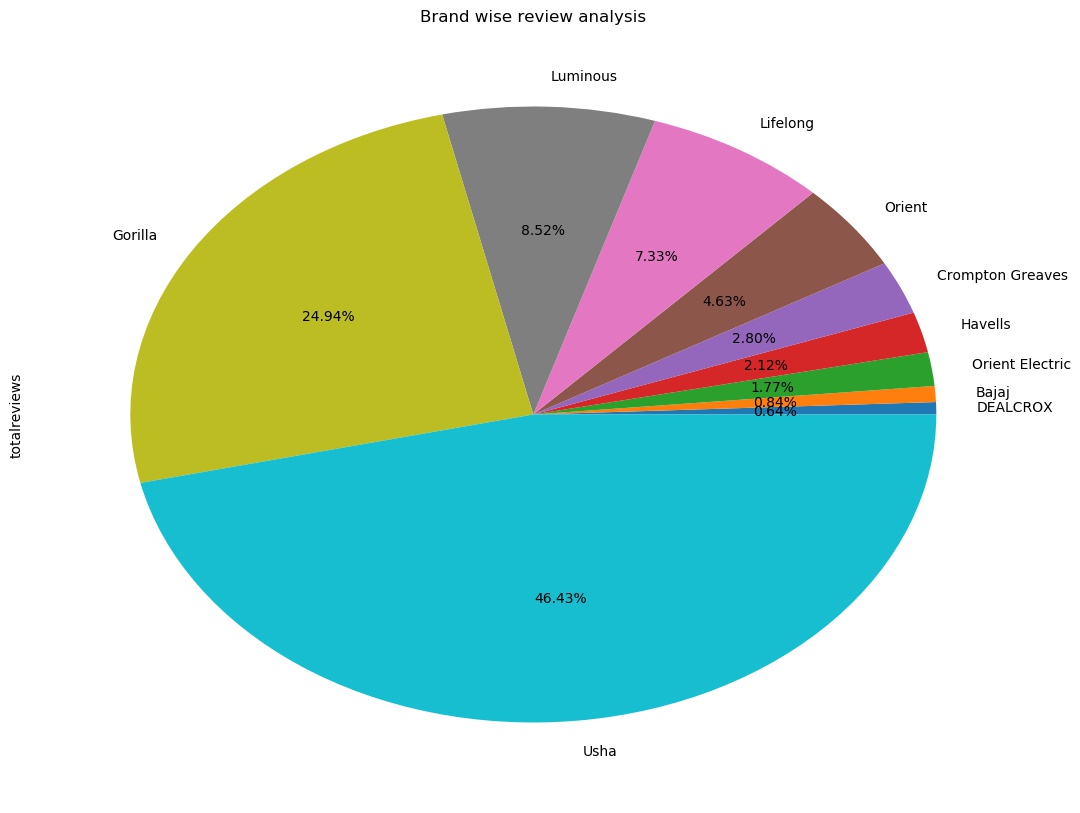 Brand wise review analysis
Luminous
Lifelong
Orient
Gorilla
8.52%
7.33%
Crompton Greaves
4.63%
24.94%
Havells
2.80%
Orient Electric
2.12%
1.77%
Bajaj
0.84%
DEALCROX
0.64%
totalreviews
46.43%
Usha